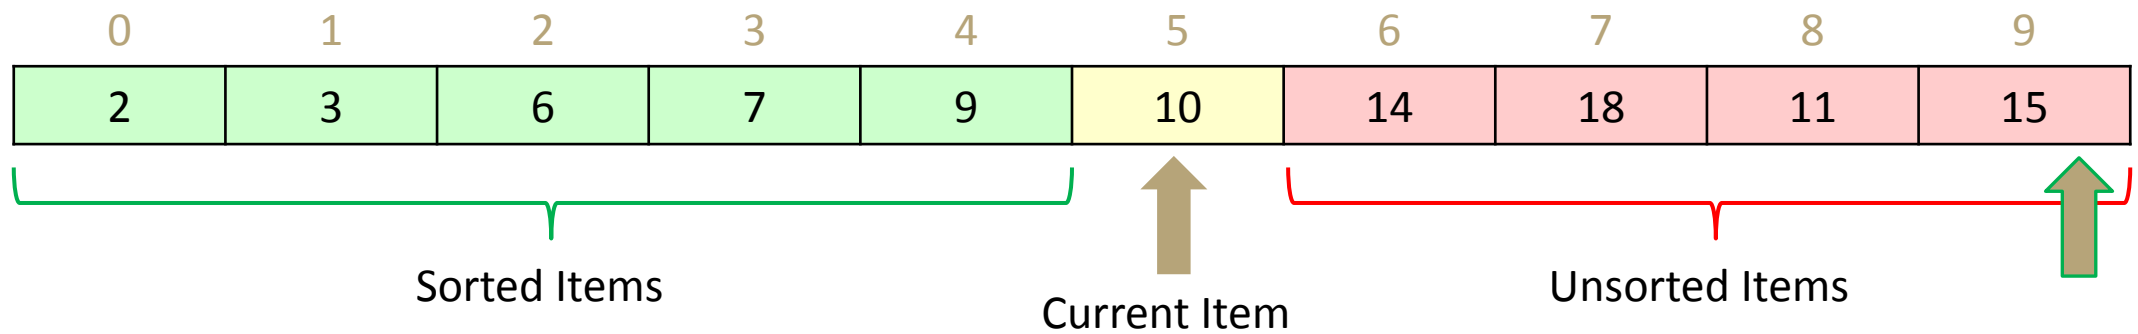 0 1 2 3 4 5 6 7 8 9
2 3 6 7 9 10 14 18 11 15
Sorted Items
Current Item
Unsorted Items